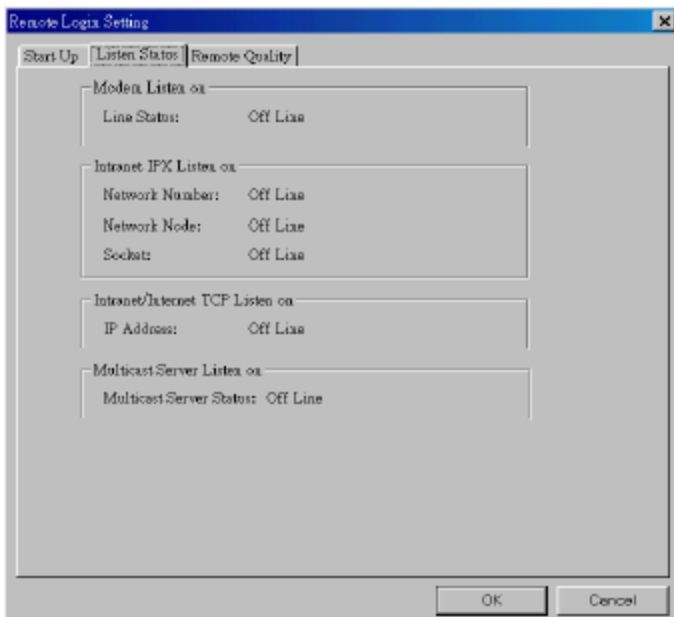 Remote Logix Setting
Start Up Listen Status Remote Quality
Modem Listen on
Line Status: Off Line
Intranet IPX Listen on
Network Number: Off Line
Network Node: Off Line
Socket: Off Line
Intranet/Internet TCP Listen on
IP Address: Off Line
Multicast Server Listen on
Multicast Server Status: Off Line
OK Cancel